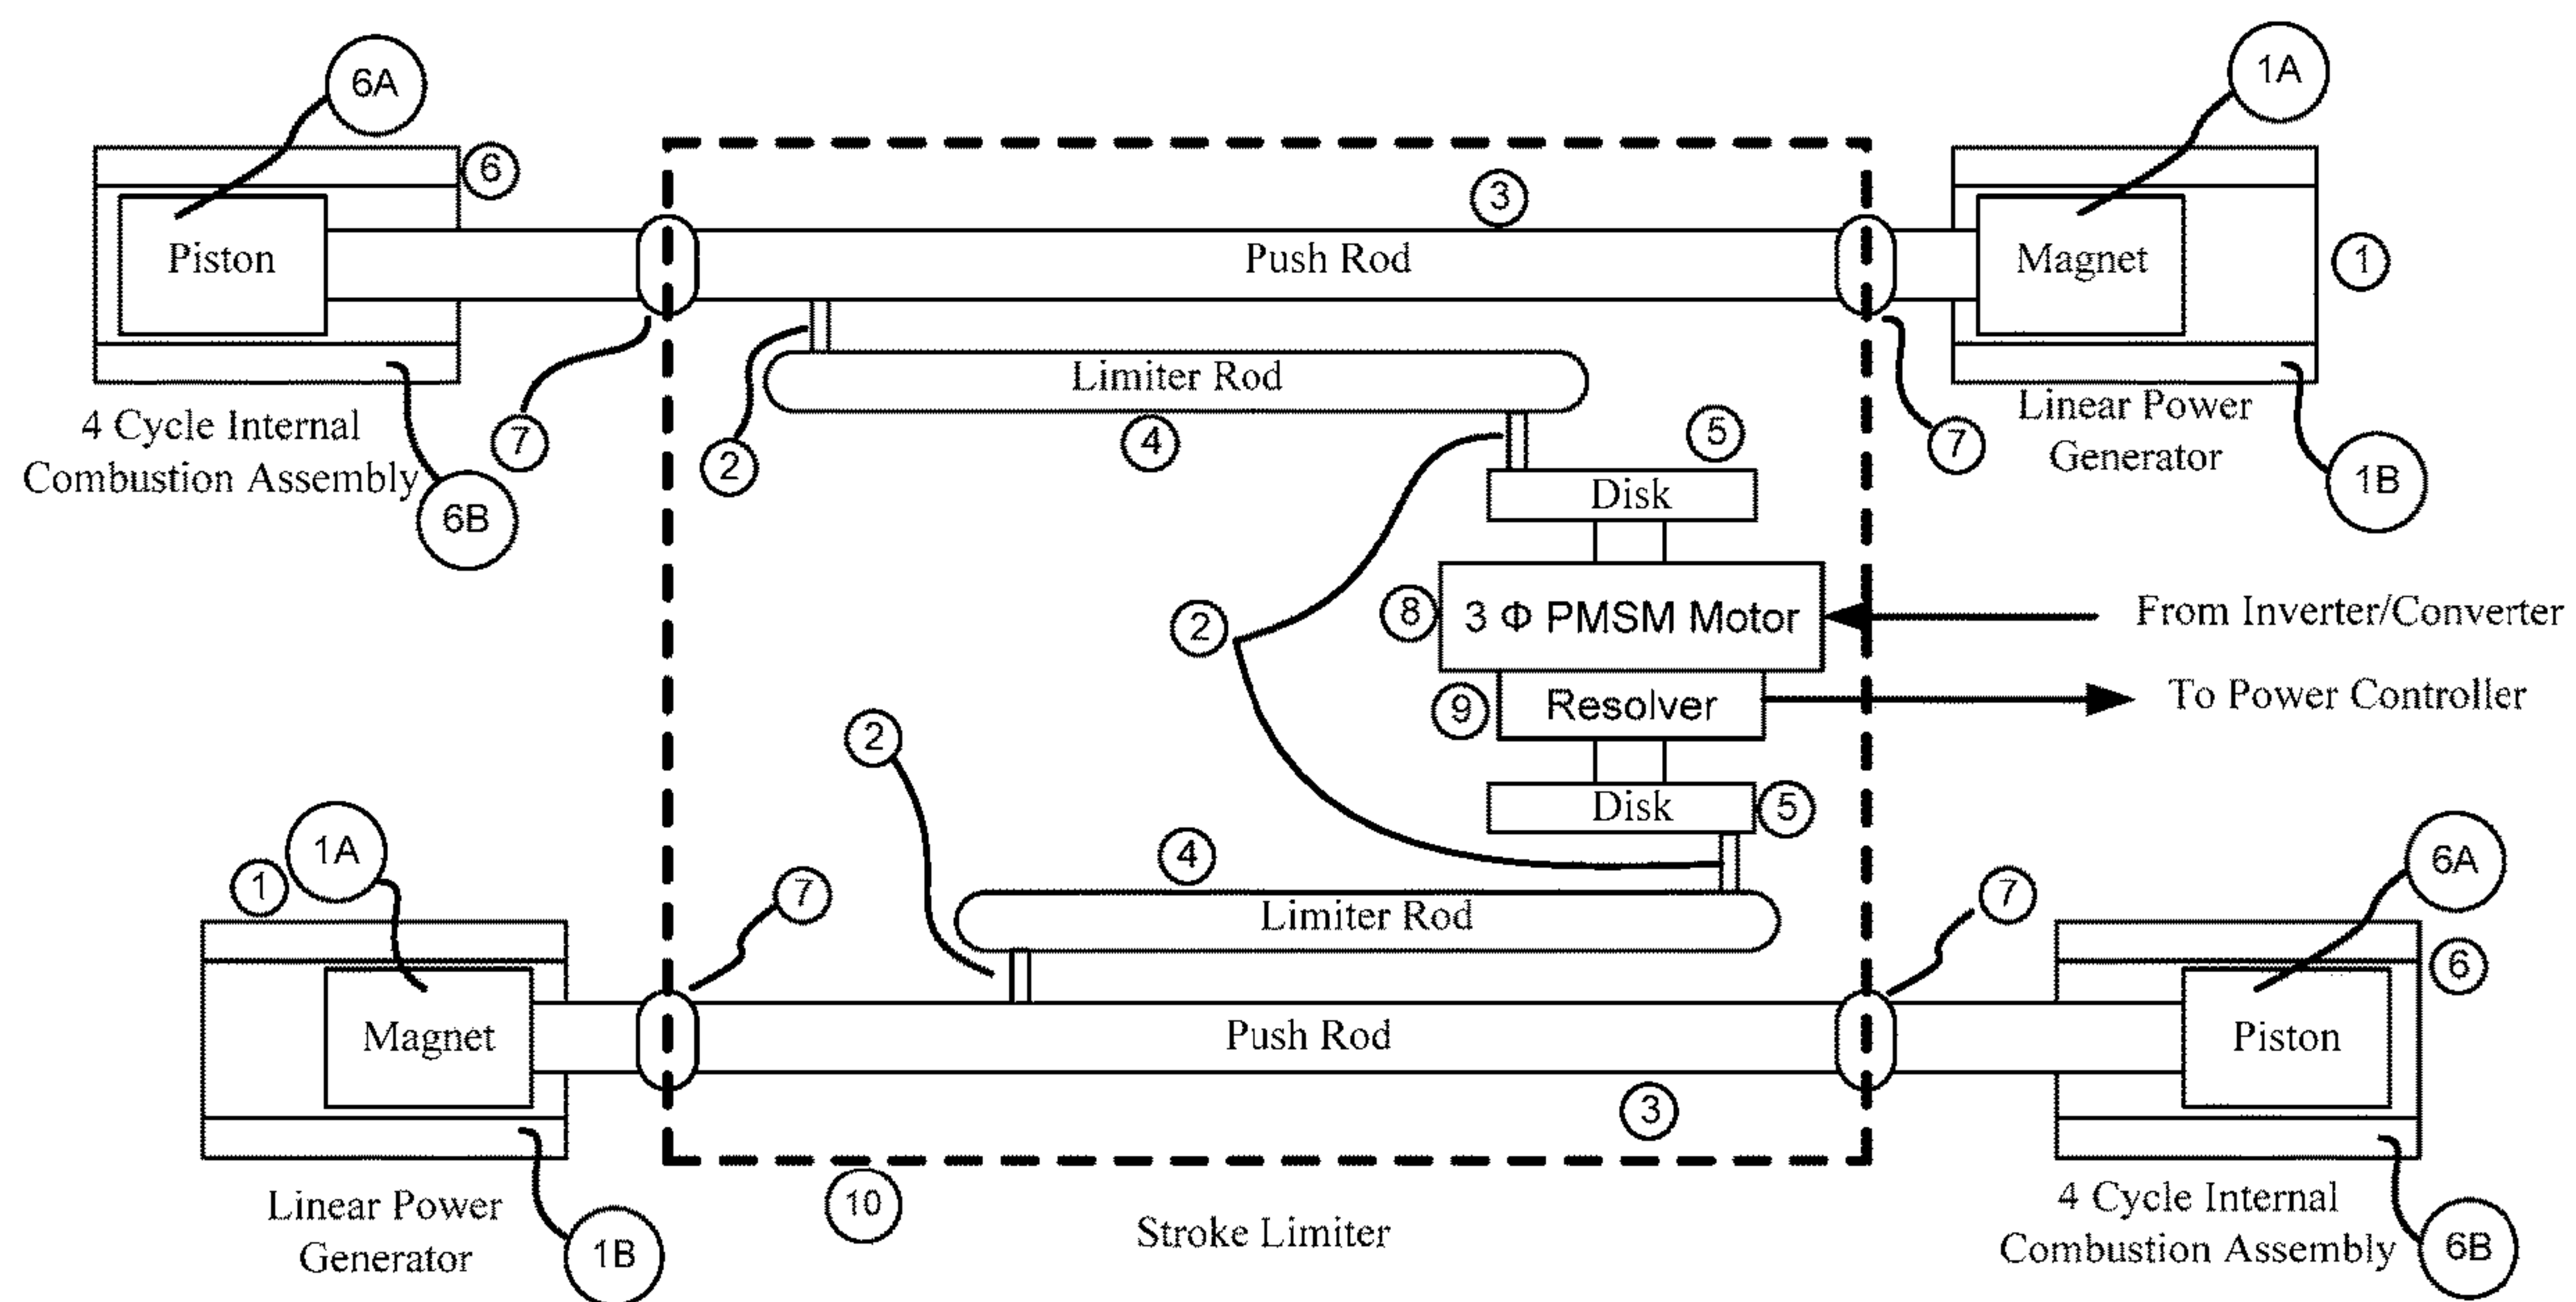 6A
1A
6
3
Piston
Push Rod
Magnet
1
Limiter Rod
4 Cycle Internal
Combustion Assembly
7
2
4
5
7
Linear Power
Generator
6B
Disk
1B
2
8
3 Φ PMSM Motor
From Inverter/Converter
9
Resolver
To Power Controller
2
1A
1
7
4
Disk
5
7
6A
Limiter Rod
6
Magnet
Push Rod
Piston
3
Linear Power
Generator
1B
10
Stroke Limiter
4 Cycle Internal
Combustion Assembly
6B